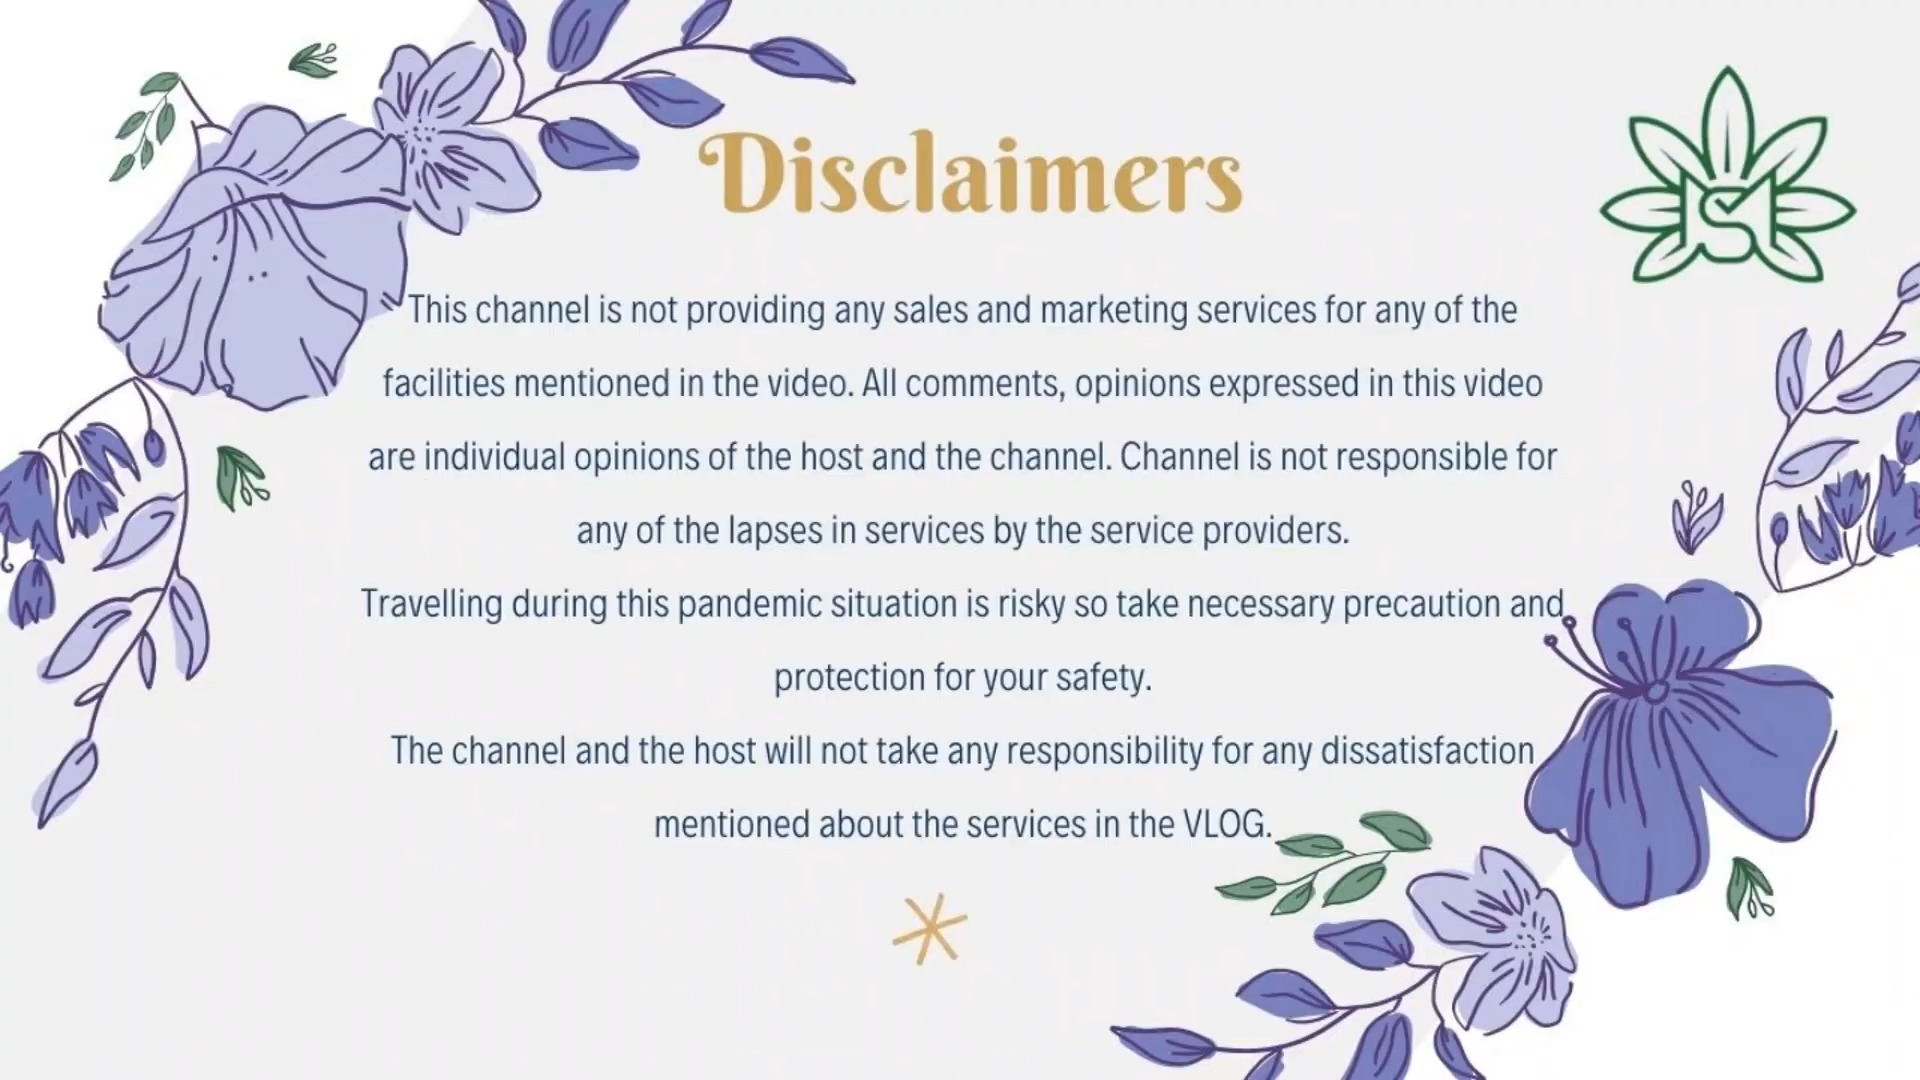 Disclaimers
This channel is not providing any sales and marketing services for any of the
facilities mentioned in the video. All comments, opinions expressed in this video
are individual opinions of the host and the channel. Channel is not responsible for
any of the lapses in services by the service providers.
Travelling during this pandemic situation is risky so take necessary precaution and
protection for your safety.
The channel and the host will not take any responsibility for any dissatisfaction
mentioned about the services in the VLOG.